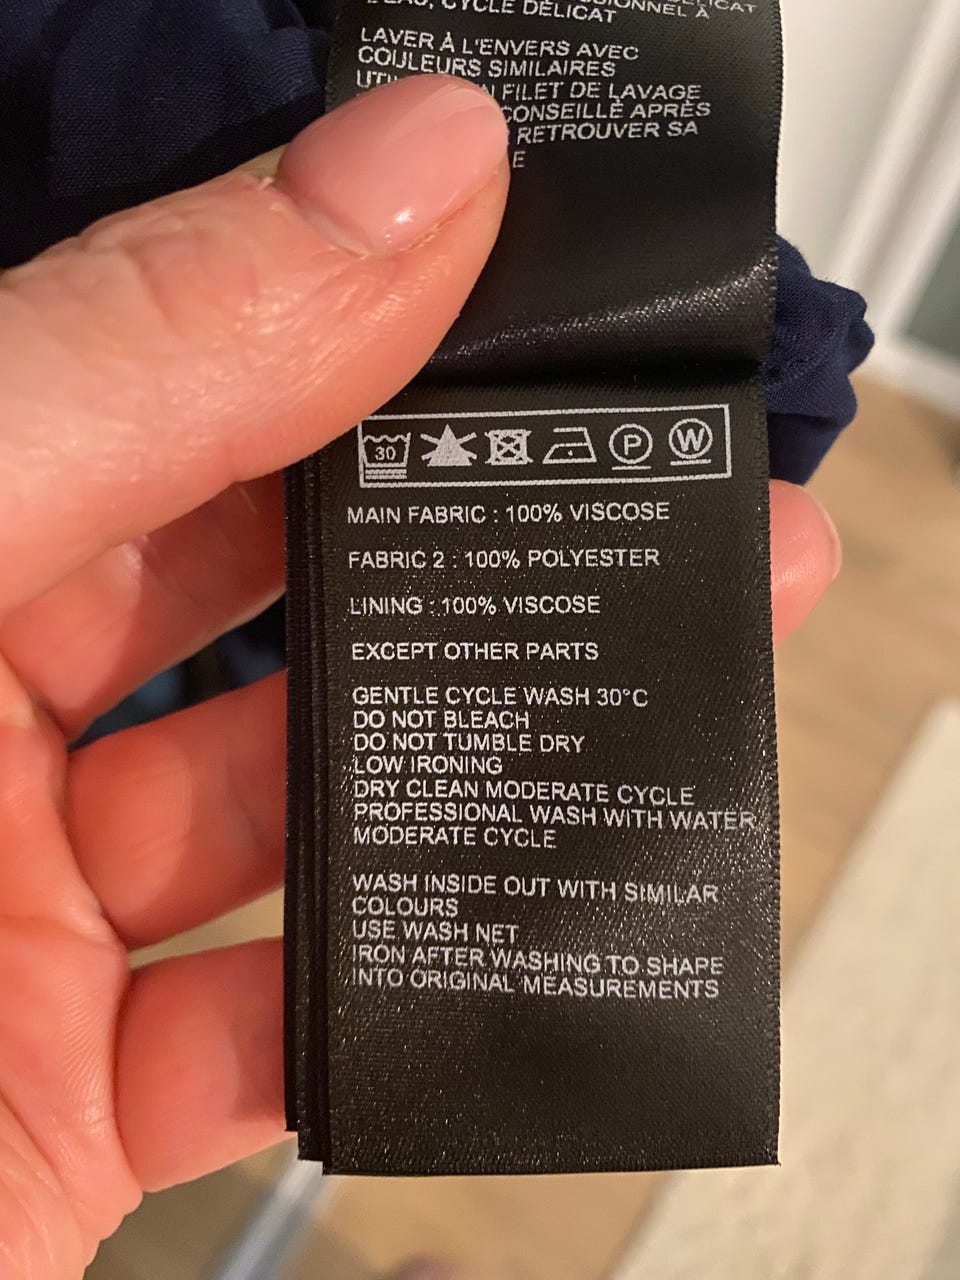 L'EAU, CYCLE DÉLICAT
LAVER À L'ENVERS AVEC
COULEURS SIMILAIRES
FILET DE LAVAGE
CONSEILLÉ APRÈS
RETROUVER SA
30
P
W
MAIN FABRIC : 100% VISCOSE
FABRIC 2 : 100% POLYESTER
LINING : 100% VISCOSE
EXCEPT OTHER PARTS
GENTLE CYCLE WASH 30°C
DO NOT BLEACH
DO NOT TUMBLE DRY
LOW IRONING
DRY CLEAN MODERATE CYCLE
PROFESSIONAL WASH WITH WATER
MODERATE CYCLE
WASH INSIDE OUT WITH SIMILAR
COLOURS
USE WASH NET
IRON AFTER WASHING TO SHAPE
INTO ORIGINAL MEASUREMENTS